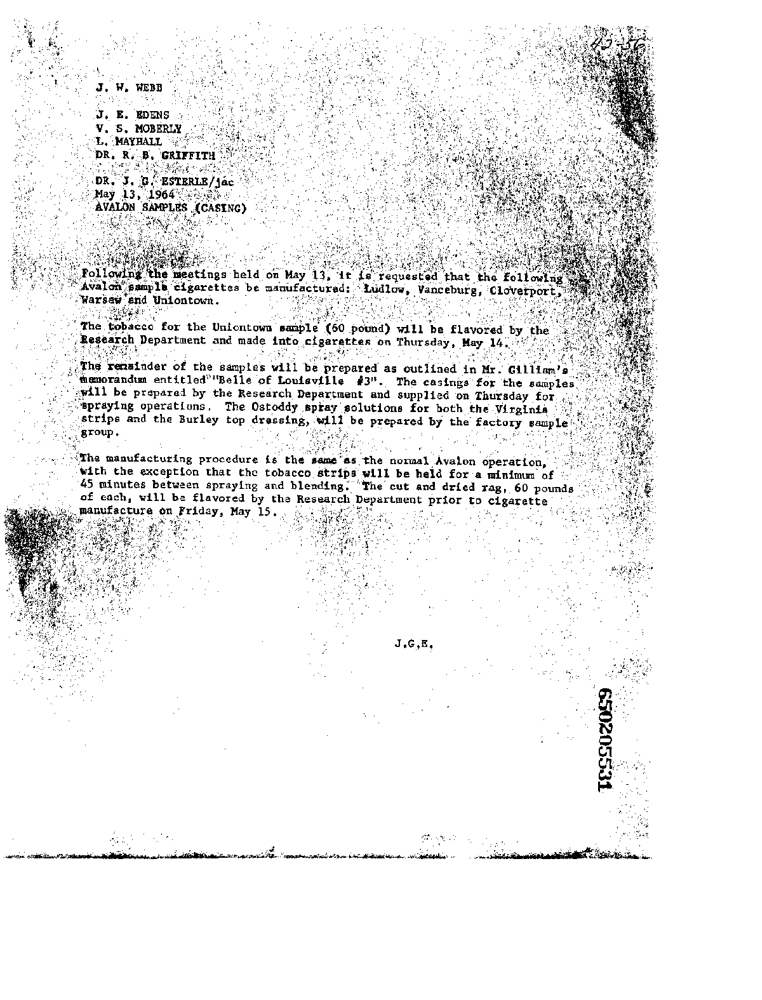 43-56
J. W. WEBB
J. E. EDENS
V. S. MOBERLY
L. MAYHALL
DR. R. B. GRIFFITH
DR. J. G. ESTERLE/jac
May 13, 1964
AVALON SAMPLES (CASING)
Following the meetings held on May 13, it is requested that the following
Avalon sample cigarettes be manufactured: Ludlow, Vanceburg, Cloverport,
Warsaw and Uniontown.
The tobacco for the Uniontown sample (60 pound) will be flavored by the
Research Department and made into cigarettes on Thursday, May 14.
The remainder of the samples will be prepared as outlined in Mr. Gilliam's
memorandum entitled "Belle of Louisville #3". The casings for the samples
will be prepared by the Research Department and supplied on Thursday for
spraying operations. The Ostoddy spray solutions for both the Virginia
strips and the Burley top dressing, will be prepared by the factory sample
group.
The manufacturing procedure is the same as the normal Avalon operation,
with the exception that the tobacco strips will be held for a minimum of
45 minutes between spraying and blending. The cut and dried rag, 60 pounds
of each, will be flavored by the Research Department prior to cigarette
manufacture on Friday, May 15.
J.G.E.
650205531